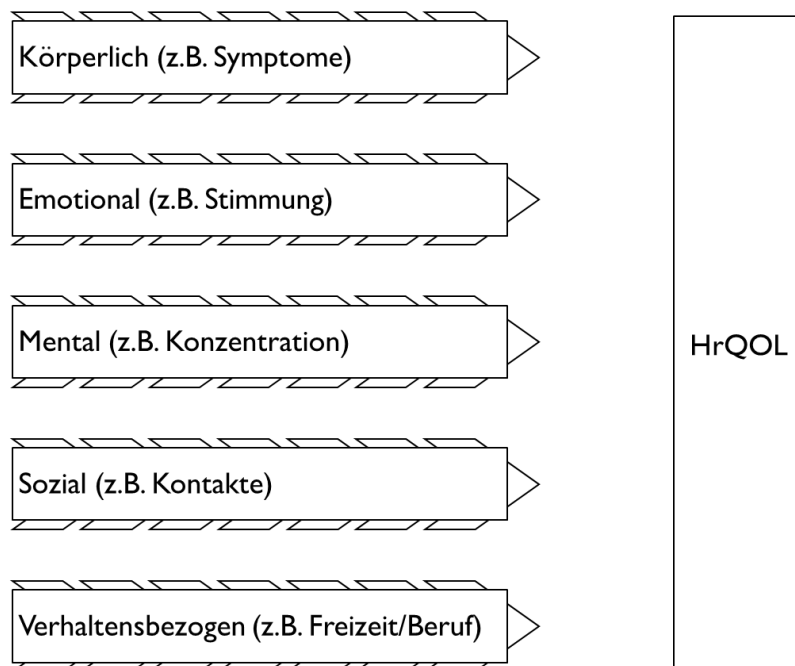 Körperlich (z.B. Symptome)
Emotional (z.B. Stimmung)
Mental (z.B. Konzentration)
HrQOL
Sozial (z.B. Kontakte)
Verhaltensbezogen (z.B. Freizeit/Beruf)